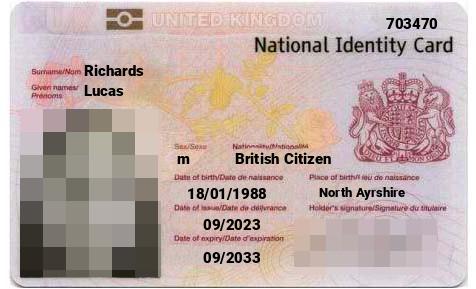 UNITED KINGDOM
703470
National Identity Card
Surname/Nom Richards
Given names/
Prénoms Lucas
Sex/Sexe Nationality/Nationalité
m British Citizen
Date of birth/Date de naissance Place of birth/Lieu de naissance
18/01/1988 North Ayrshire
Date of issue/Date de délivrance Holder's signature/Signature du titulaire
09/2023
Date of expiry/Date d'expiration
09/2033